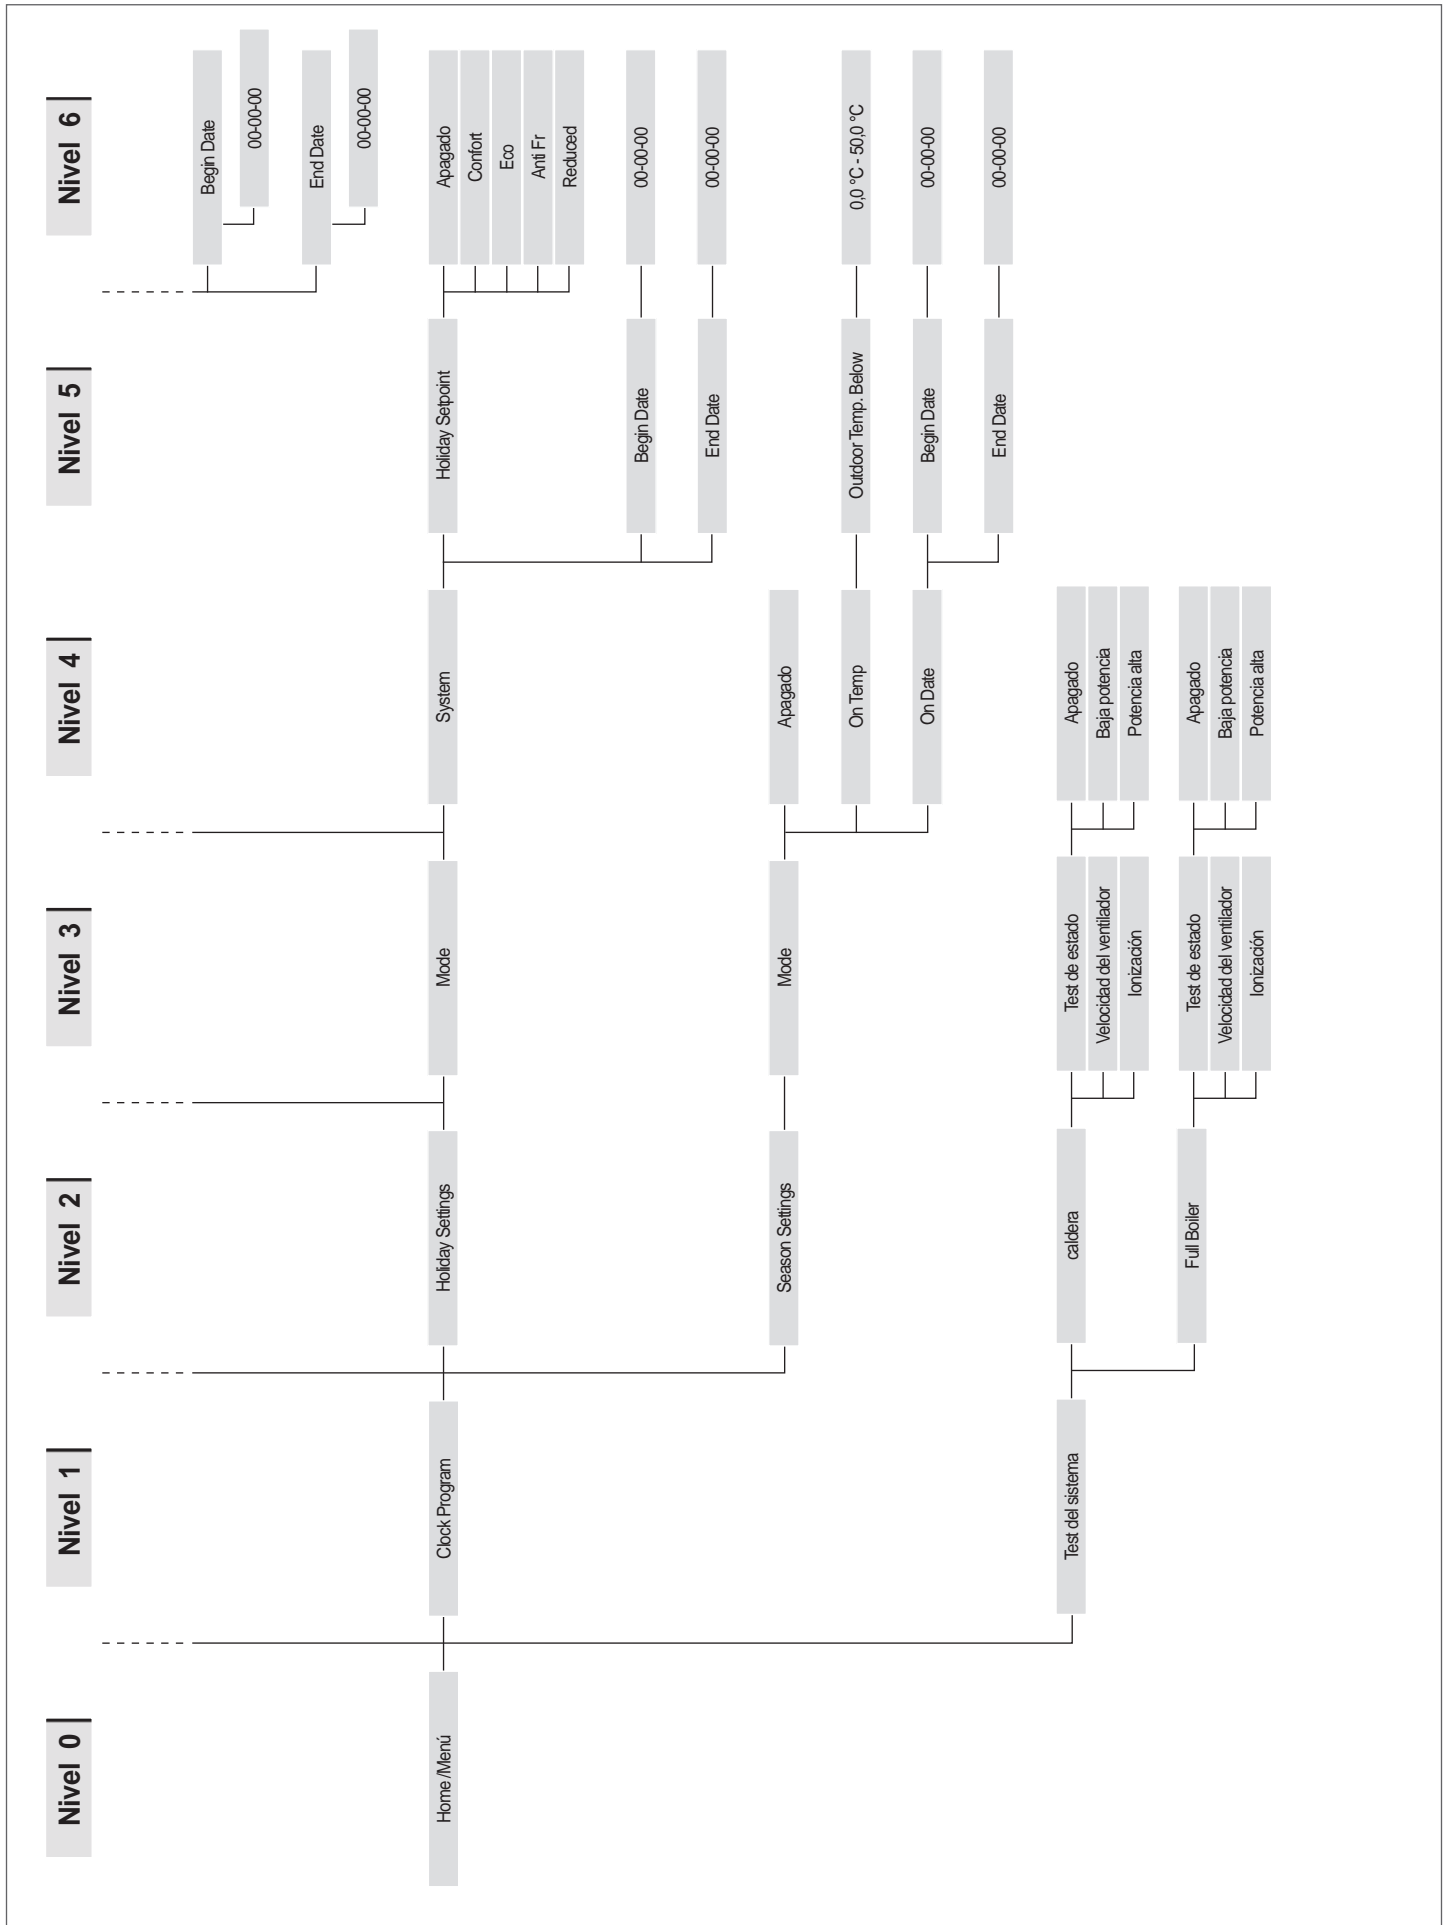 Nivel 0
Nivel 1
Nivel 2
Nivel 3
Nivel 4
Nivel 5
Nivel 6
Begin Date
00-00-00
End Date
00-00-00
Home /Menú
Clock Program
Holiday Settings
Mode
System
Holiday Setpoint
Apagado
Confort
Eco
Anti Fr
Reduced
Begin Date
00-00-00
End Date
00-00-00
Season Settings
Mode
Apagado
On Temp
Outdoor Temp. Below
0,0 °C - 50,0 °C
On Date
Begin Date
00-00-00
End Date
00-00-00
Test del sistema
caldera
Test de estado
Apagado
Velocidad del ventilador
Baja potencia
Ionización
Potencia alta
Full Boiler
Test de estado
Apagado
Velocidad del ventilador
Baja potencia
Ionización
Potencia alta